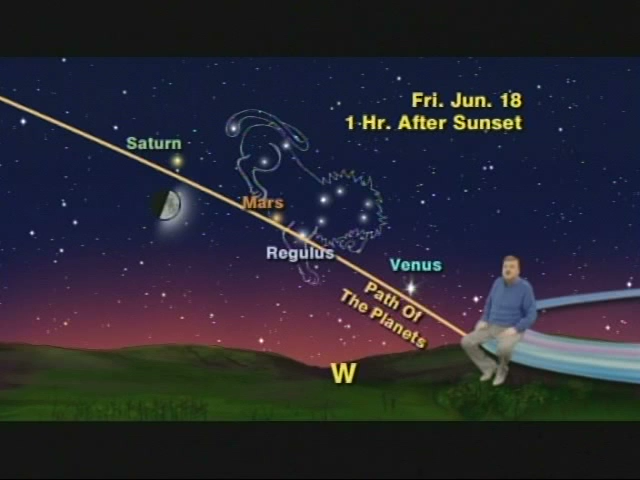 Fri. Jun. 18
1 Hr. After Sunset
Saturn
Mars
Regulus
Venus
Path Of
The Planets
W